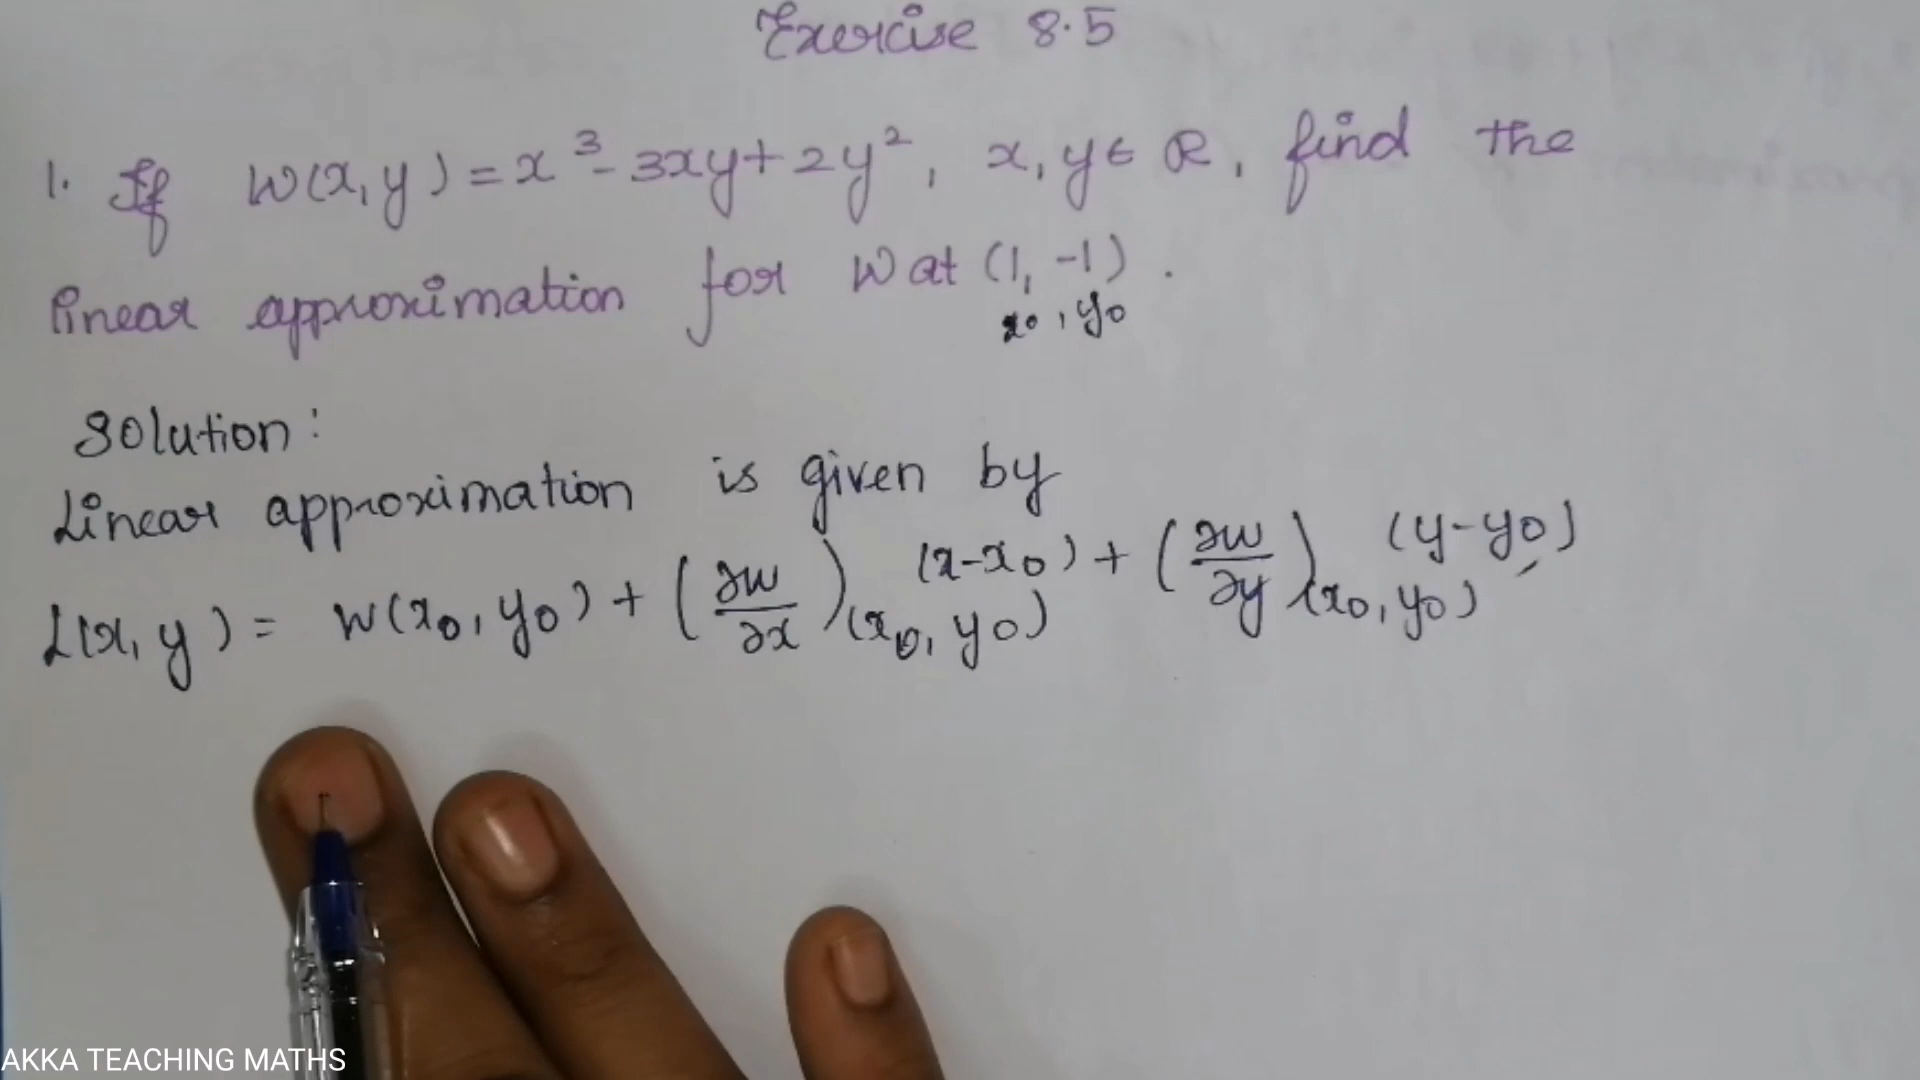 Exercise 8.5
1. If W(x, y) = x³ - 3xy + 2y², x, y ∈ R, find the
linear approximation for W at (1, -1).
x₀, y₀
Solution:
Linear approximation is given by
L(x, y) = W(x₀, y₀) + (∂w/∂x)(x₀, y₀) (x-x₀) + (∂w/∂y)(x₀, y₀) (y-y₀)
AKKA TEACHING MATHS